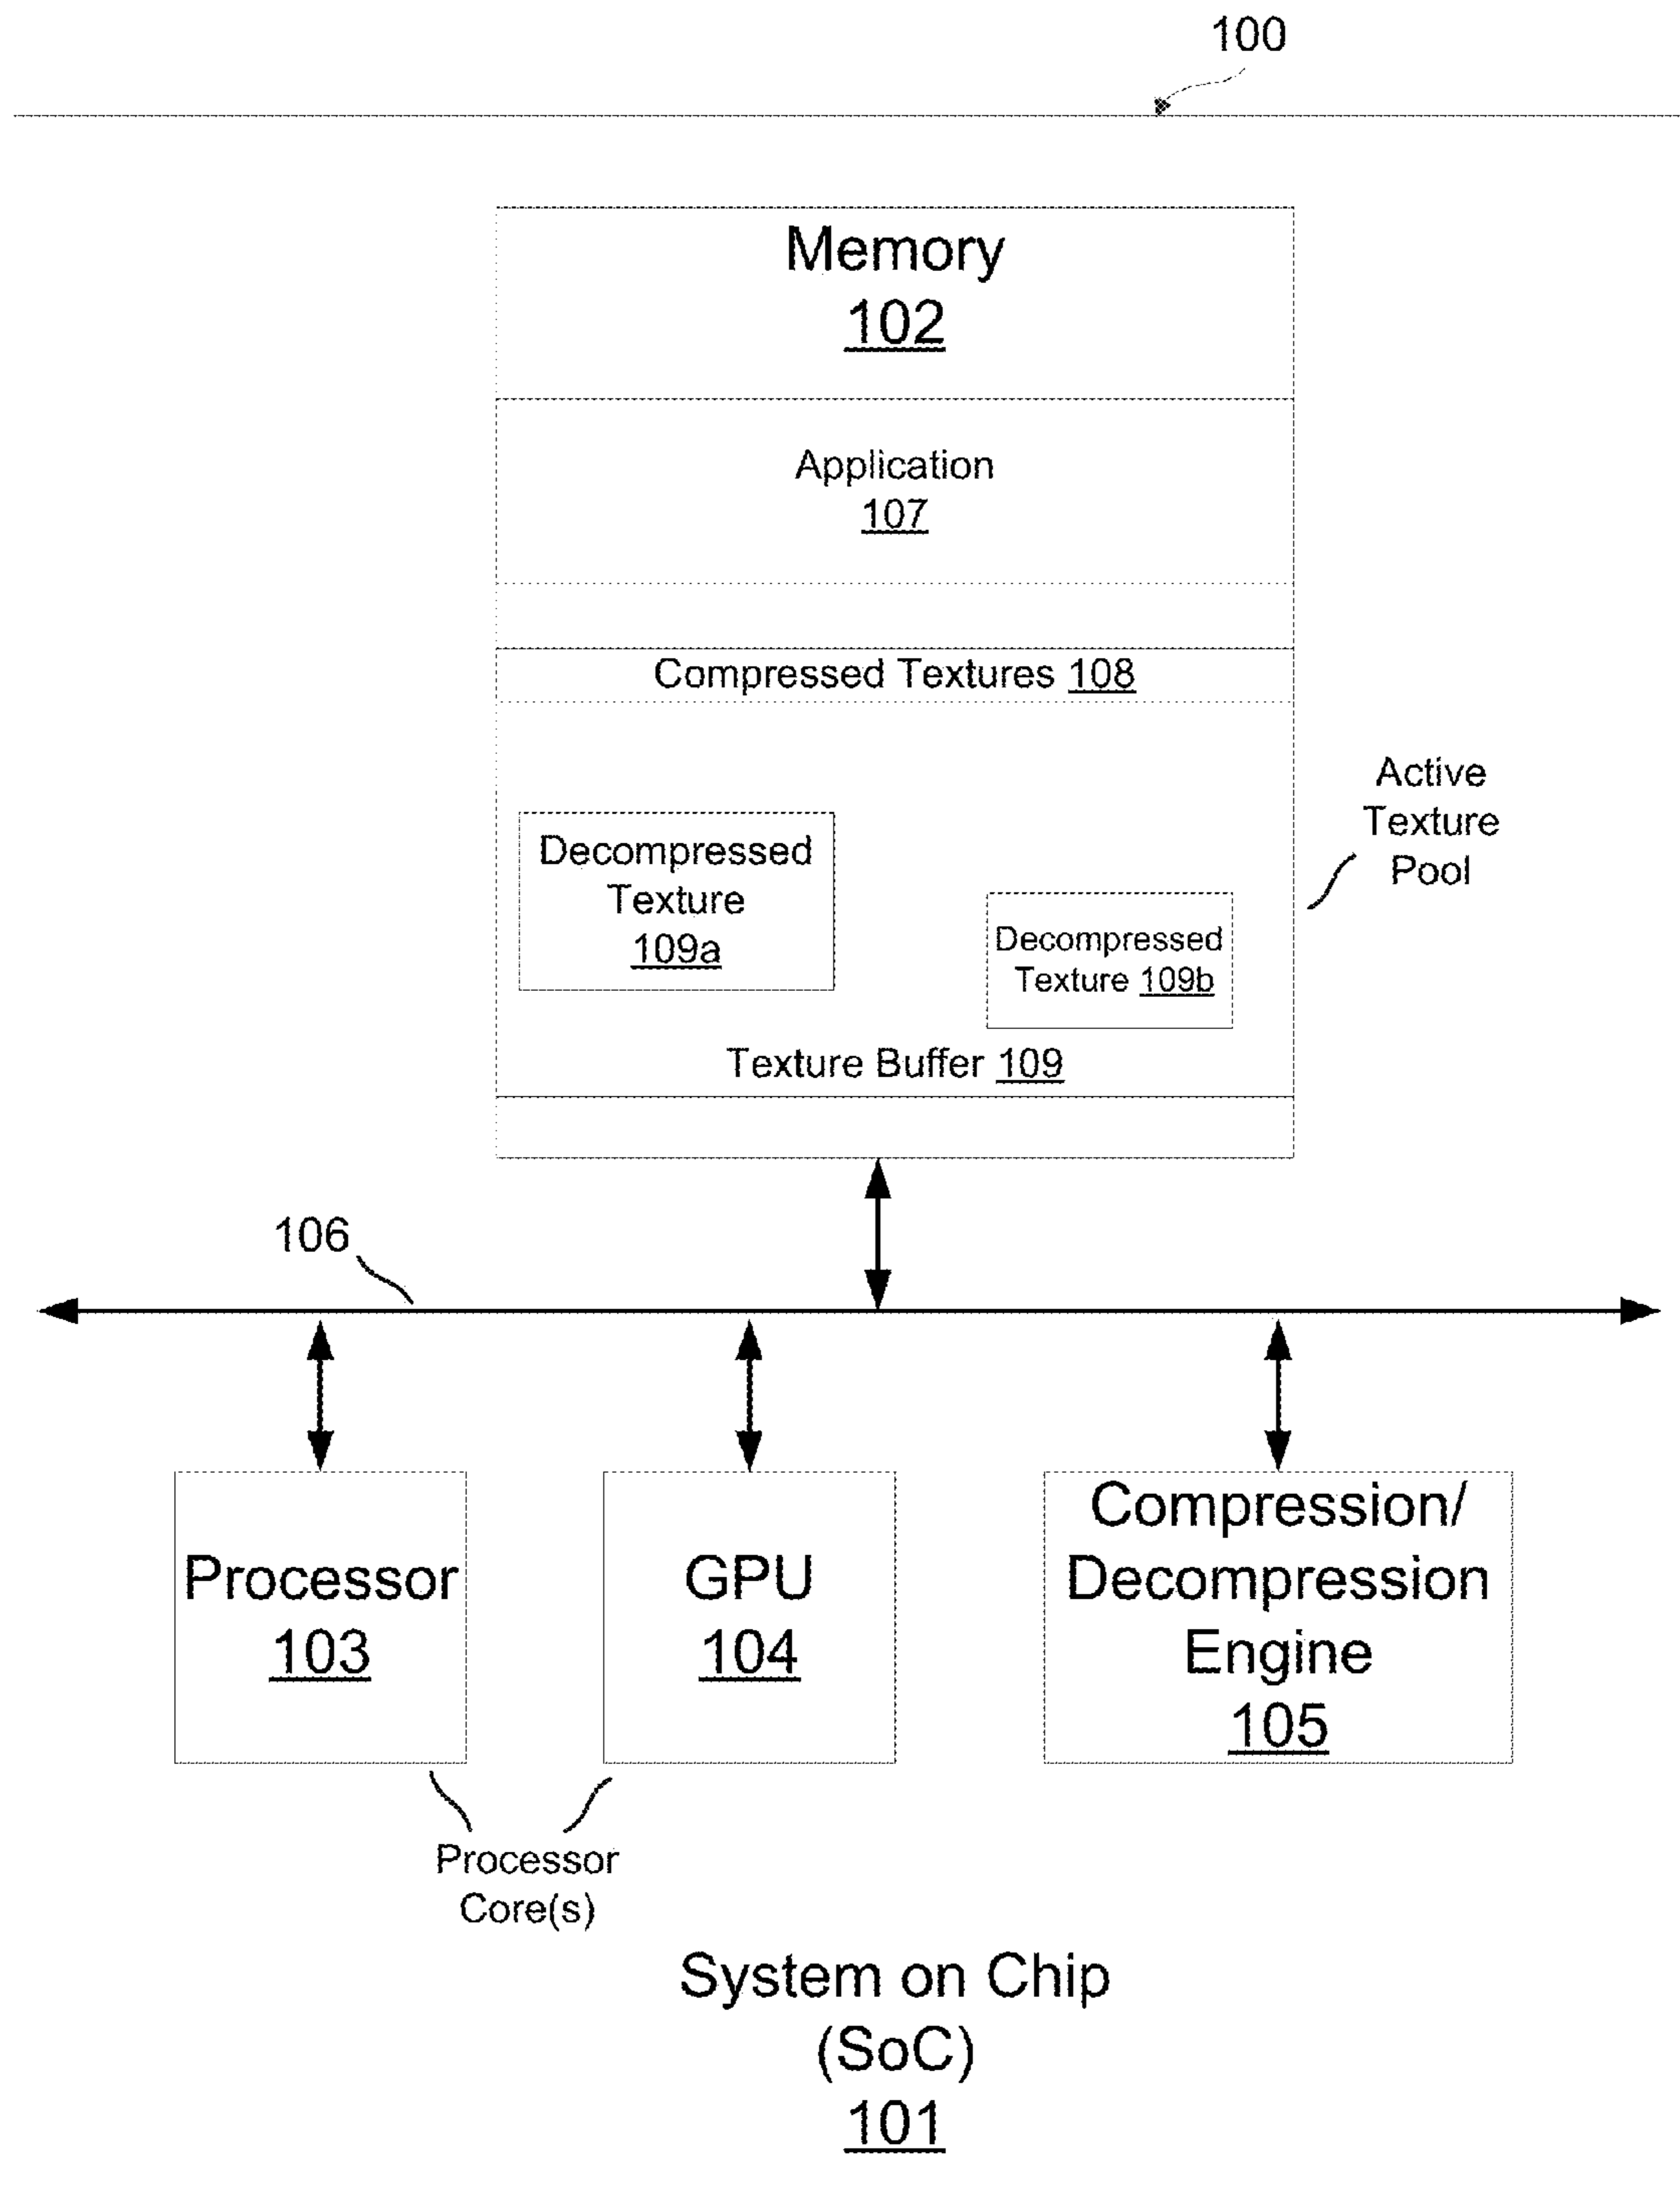 100
Memory
102
Application
107
Compressed Textures 108
Active
Texture
Pool
Decompressed
Texture
109a
Decompressed
Texture 109b
Texture Buffer 109
106
Processor
103
GPU
104
Compression/
Decompression
Engine
105
Processor
Core(s)
System on Chip
(SoC)
101